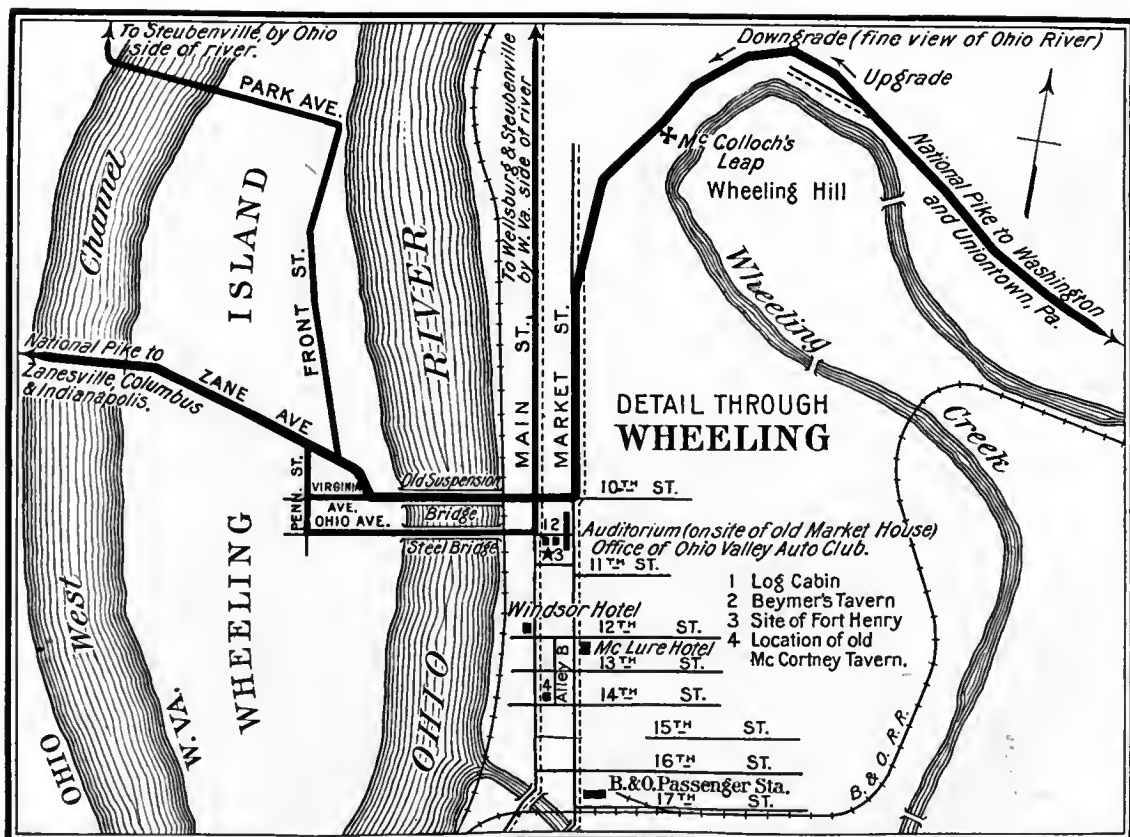 To Steubenville, by Ohio
side of river.
PARK AVE.
To Wellsburg & Steubenville
by W. Va. side of river
Downgrade (fine view of Ohio River)
Upgrade
Mc Colloch's
Leap
Wheeling Hill
National Pike to Washington
and Uniontown, Pa.
Channel
ISLAND
FRONT ST.
RIVER
MAIN ST.
MARKET ST.
Wheeling
Creek
National Pike to
Zanesville, Columbus
& Indianapolis.
ZANE AVE
DETAIL THROUGH
WHEELING
PENN. ST.
VIRGINIA
AVE.
OHIO AVE.
Old Suspension
Bridge
Steel Bridge
10TH ST.
12
3
Auditorium (on site of old Market House)
Office of Ohio Valley Auto Club.
11TH ST.
1 Log Cabin
2 Beymer's Tavern
3 Site of Fort Henry
4 Location of old
Mc Cortney Tavern.
Windsor Hotel
12TH ST.
Mc Lure Hotel
13TH ST.
Alley B
4
14TH ST.
15TH ST.
16TH ST.
B.&O. Passenger Sta.
17TH ST.
B. & O. R. R.
West
WHEELING
OHIO
W. VA.
OHIO